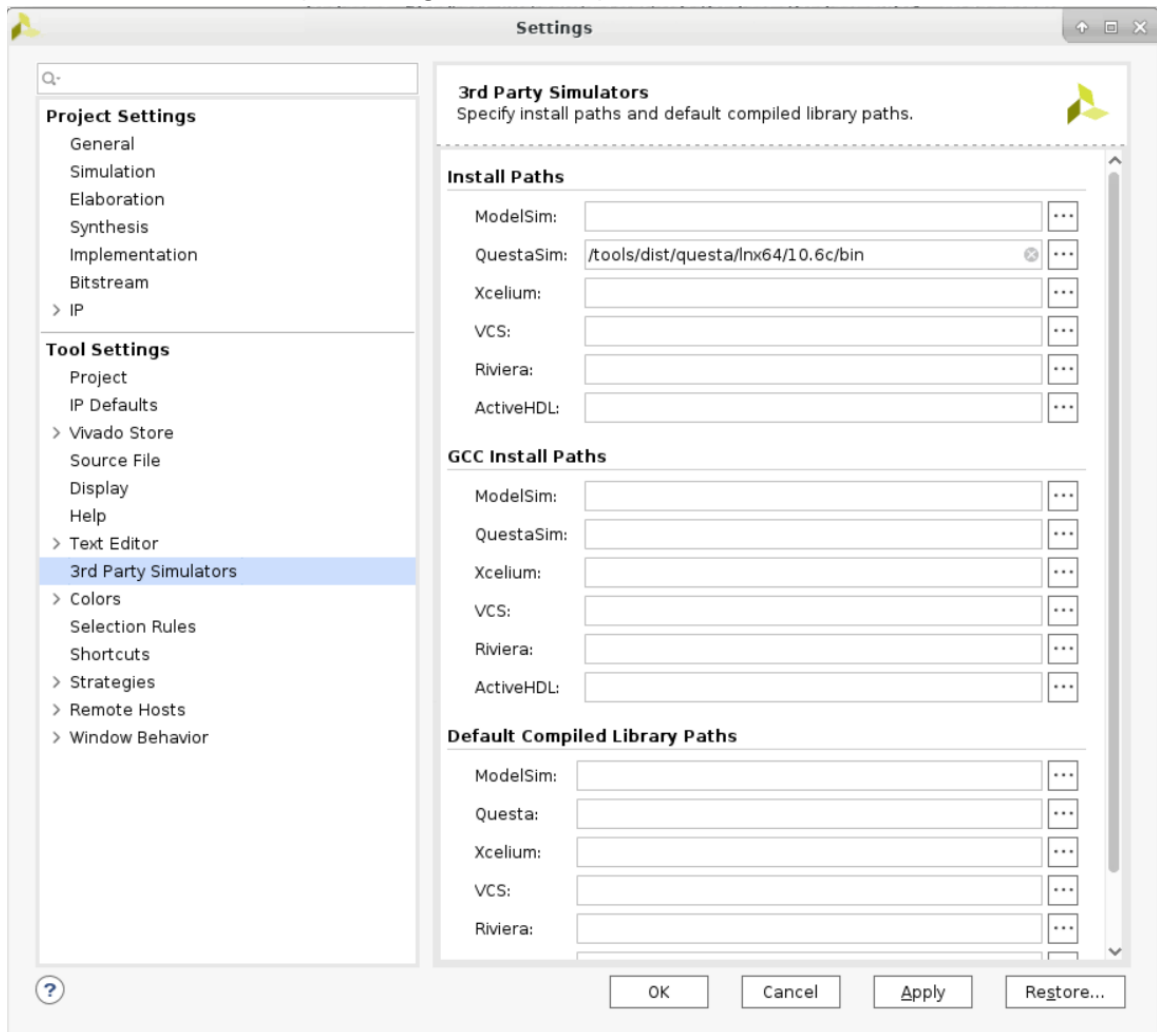 Settings
Project Settings
General
Simulation
Elaboration
Synthesis
Implementation
Bitstream
> IP
Tool Settings
Project
IP Defaults
> Vivado Store
Source File
Display
Help
> Text Editor
3rd Party Simulators
> Colors
Selection Rules
Shortcuts
> Strategies
> Remote Hosts
> Window Behavior
3rd Party Simulators
Specify install paths and default compiled library paths.
Install Paths
ModelSim:
QuestaSim: /tools/dist/questa/lnx64/10.6c/bin
Xcelium:
VCS:
Riviera:
ActiveHDL:
GCC Install Paths
ModelSim:
QuestaSim:
Xcelium:
VCS:
Riviera:
ActiveHDL:
Default Compiled Library Paths
ModelSim:
Questa:
Xcelium:
VCS:
Riviera:
? OK Cancel Apply Restore...